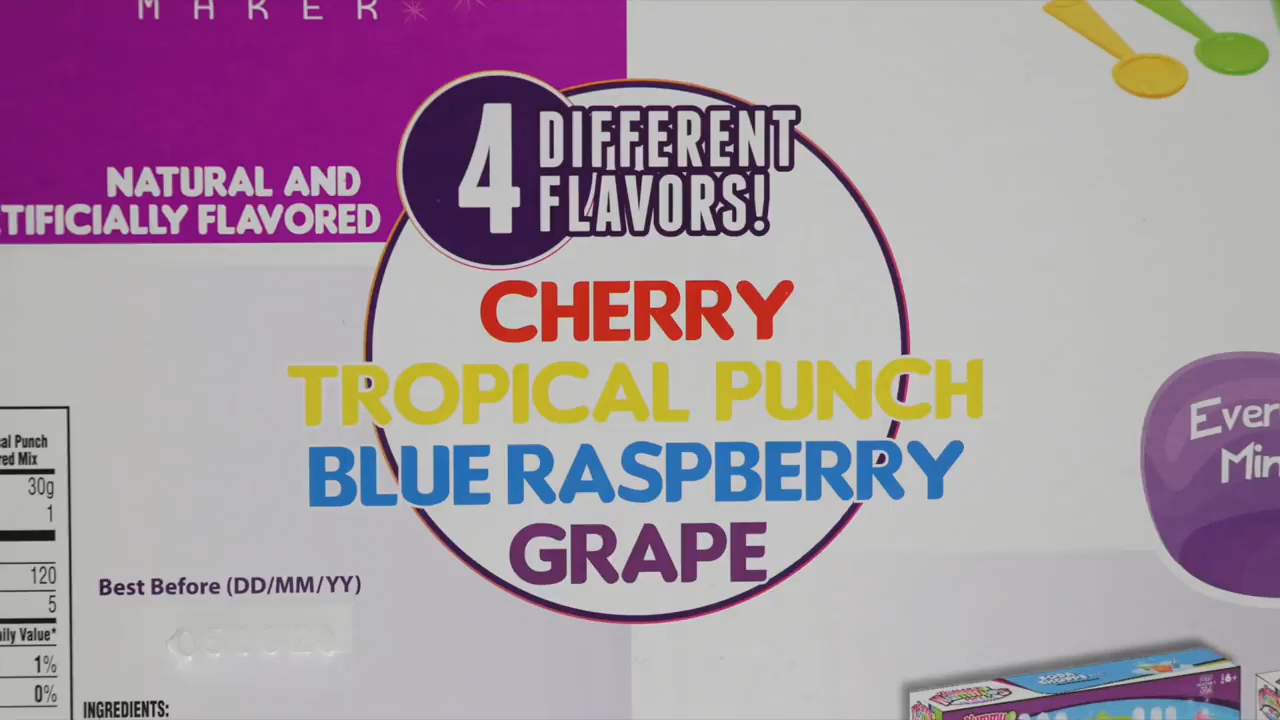 MAKER
NATURAL AND
TIFICIALLY FLAVORED
4 DIFFERENT
FLAVORS!
CHERRY
TROPICAL PUNCH
BLUE RASPBERRY
GRAPE
al Punch
red Mix
30g
1
120
5
ily Value*
1%
0%
Best Before (DD/MM/YY)
INGREDIENTS:
Ever
Min
6+